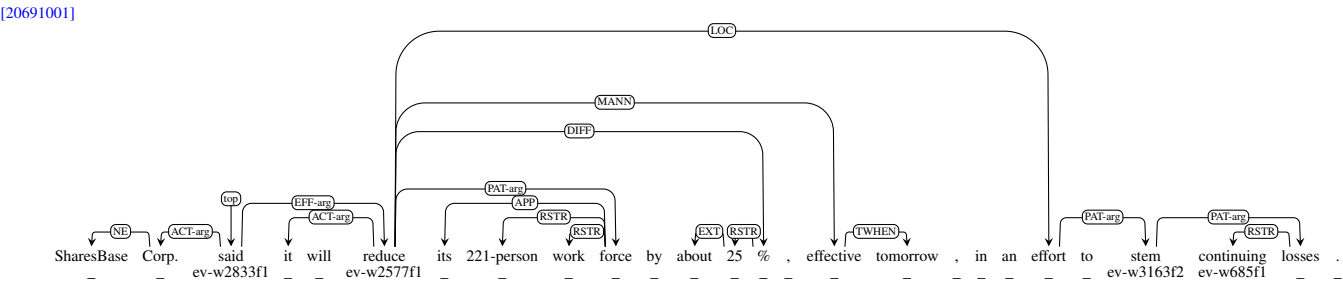 [20691001]
LOC
MANN
DIFF
PAT-arg
top EFF-arg APP PAT-arg PAT-arg
ACT-arg RSTR
NE ACT-arg RSTR EXT RSTR TWHEN RSTR
SharesBase Corp. said it will reduce its 221-person work force by about 25 % , effective tomorrow , in an effort to stem continuing losses .
_ _ ev-w2833f1 _ _ ev-w2577f1 _ _ _ _ _ _ _ _ _ _ _ _ _ _ _ _ ev-w3163f2 ev-w685f1 _ _